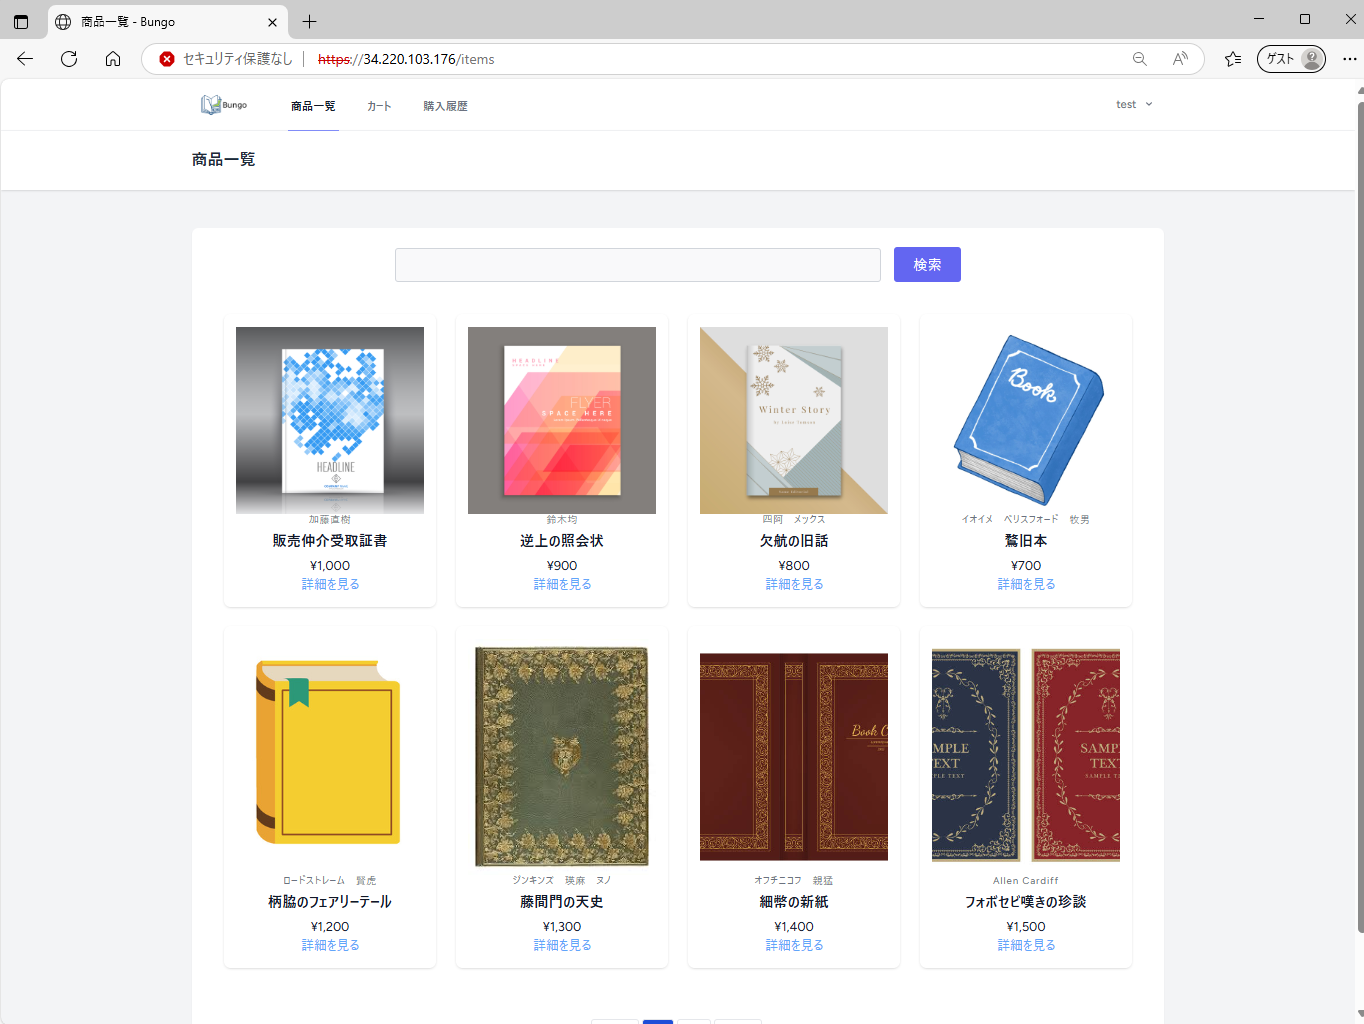 商品一覧 - Bungo
セキュリティ保護なし
https://34.220.103.176/items
ゲスト
Bungo
商品一覧
カート
購入履歴
test
商品一覧
検索
HEADLINE
HEADLINE
FLYER
SPACE HERE
Winter Story
Book
加藤直樹
鈴木均
四阿 メックス
イオイメ ベリスフォード 牧男
販売仲介受取証書
逆上の照会状
欠航の旧話
鶩旧本
¥1,000
¥900
¥800
¥700
詳細を見る
詳細を見る
詳細を見る
詳細を見る
Book C
MPLE
EXT
PLE TEXT
SAMP
TEX
SAMPLE TE
ロードストレーム 賢虎
ジンキンズ 瑛麻 ヌノ
オフチニコフ 親猛
Allen Cardiff
柄脇のフェアリーテール
藤間門の天史
細幣の新紙
フォボセビ嘆きの珍談
¥1,200
¥1,300
¥1,400
¥1,500
詳細を見る
詳細を見る
詳細を見る
詳細を見る